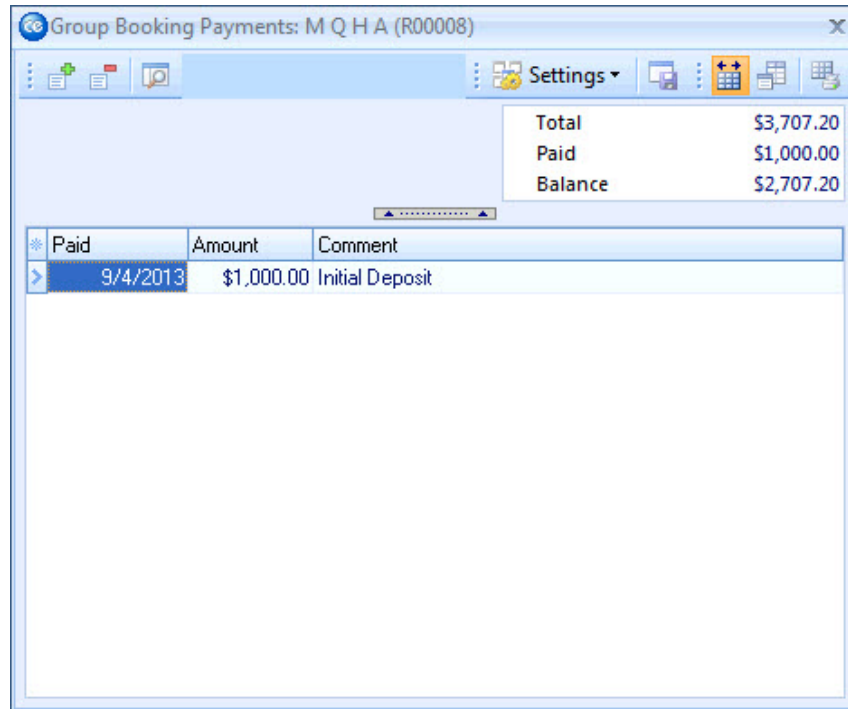 ce Group Booking Payments: M Q H A (R00008) X
Settings
Total $3,707.20
Paid $1,000.00
Balance $2,707.20
Paid Amount Comment
9/4/2013 $1,000.00 Initial Deposit